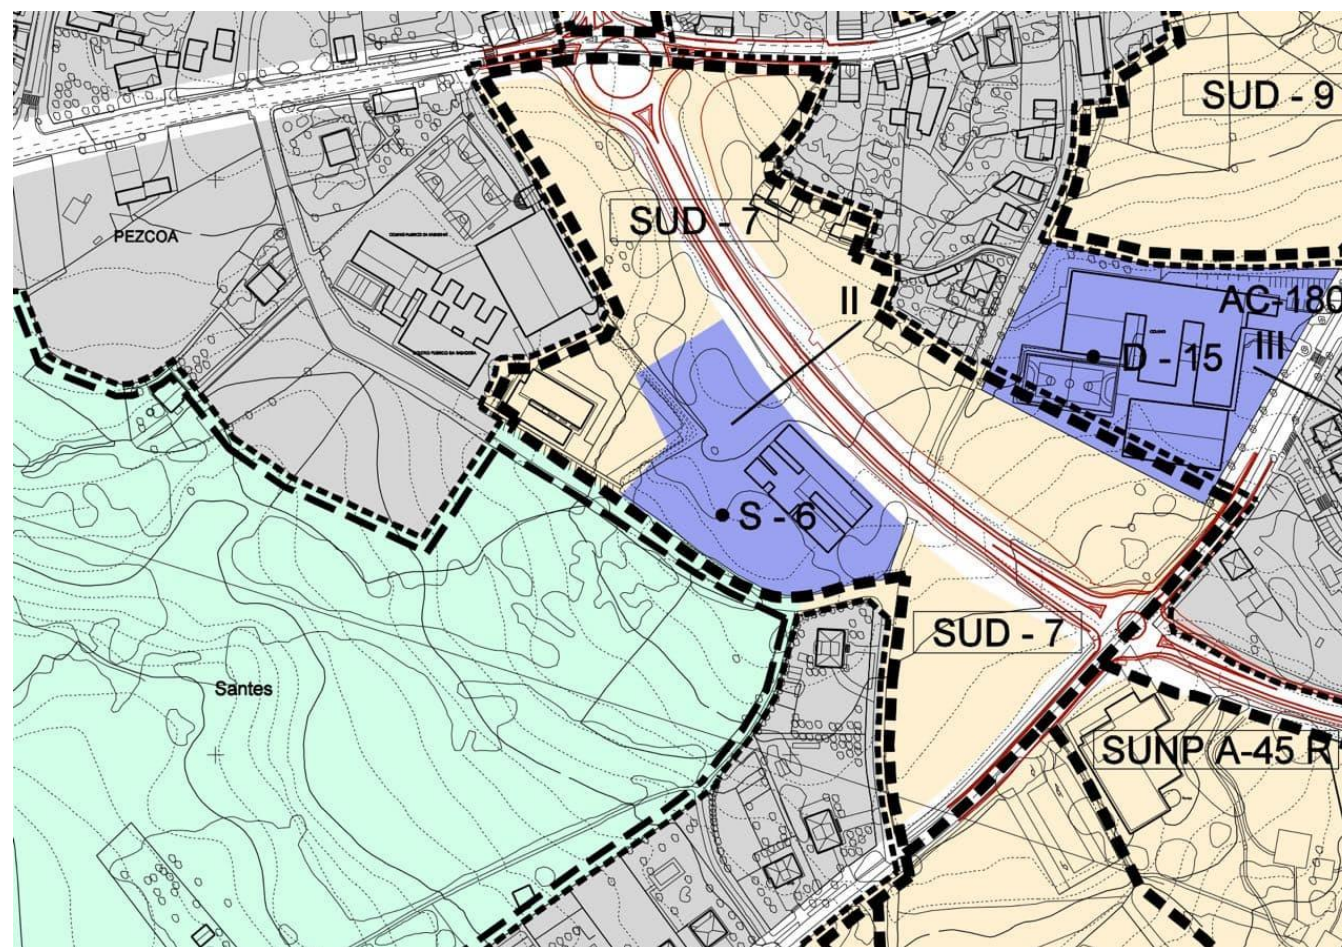 SUD - 9
SUD - 7
PEZCOA
II
AC-180
III
D - 15
S - 6
SUD - 7
Santes
SUNP A-45 R